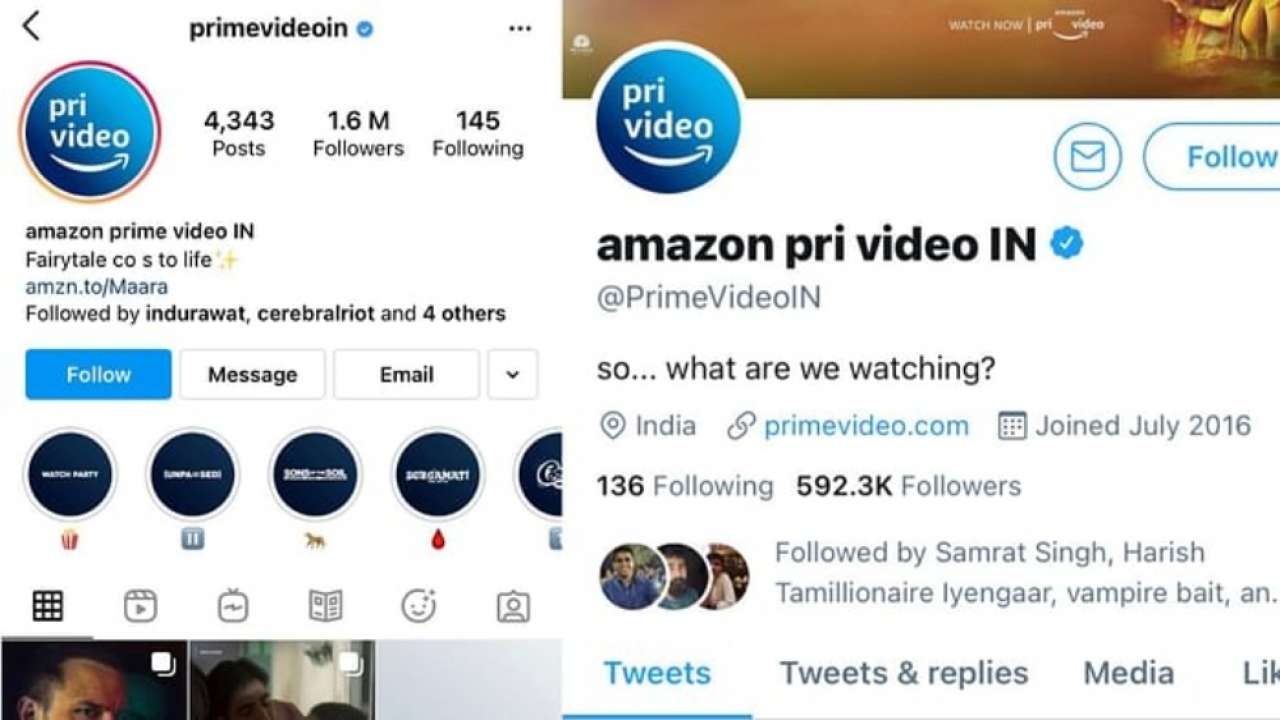 primevideoin
pri
video
4,343
Posts
1.6 M
Followers
145
Following
amazon prime video IN
Fairytale co s to life✨
amzn.to/Maara
Followed by indurawat, cerebralriot and 4 others
Follow
Message
Email
WATCH PARTY
SUNPA SEDI
SONS OF THE SOIL
DURGAMATI
WATCH NOW | amazon
pri video
pri
video
Follow
amazon pri video IN
@PrimeVideoIN
so... what are we watching?
India
primevideo.com
Joined July 2016
136 Following
592.3K Followers
Followed by Samrat Singh, Harish
Tamillionaire Iyengaar, vampire bait, an...
Tweets
Tweets & replies
Media
Lik